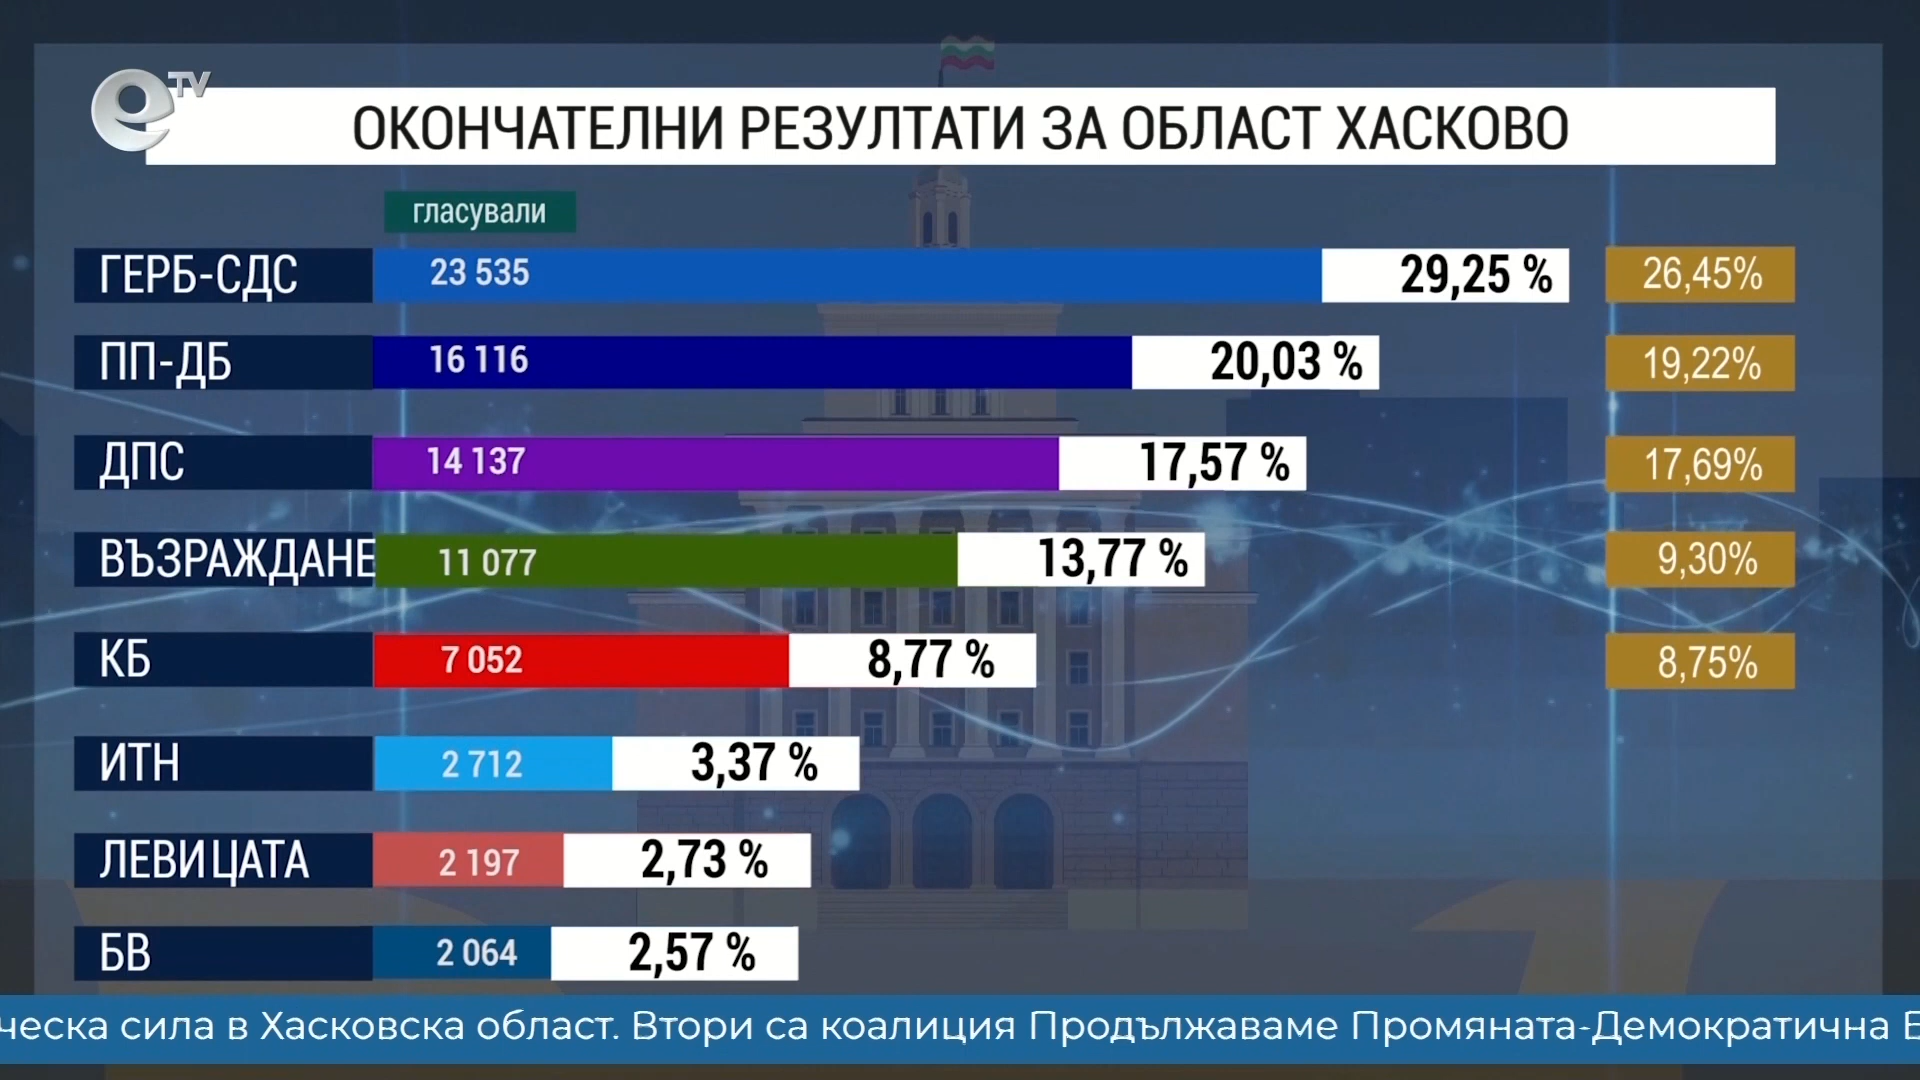 eTV
ОКОНЧАТЕЛНИ РЕЗУЛТАТИ ЗА ОБЛАСТ ХАСКОВО
гласували
ГЕРБ-СДС 23 535 29,25 % 26,45%
ПП-ДБ 16 116 20,03 % 19,22%
ДПС 14 137 17,57 % 17,69%
ВЪЗРАЖДАНЕ 11 077 13,77 % 9,30%
КБ 7 052 8,77 % 8,75%
ИТН 2 712 3,37 %
ЛЕВИЦАТА 2 197 2,73 %
БВ 2 064 2,57 %
ческа сила в Хасковска област. Втори са коалиция Продължаваме Промяната-Демократична